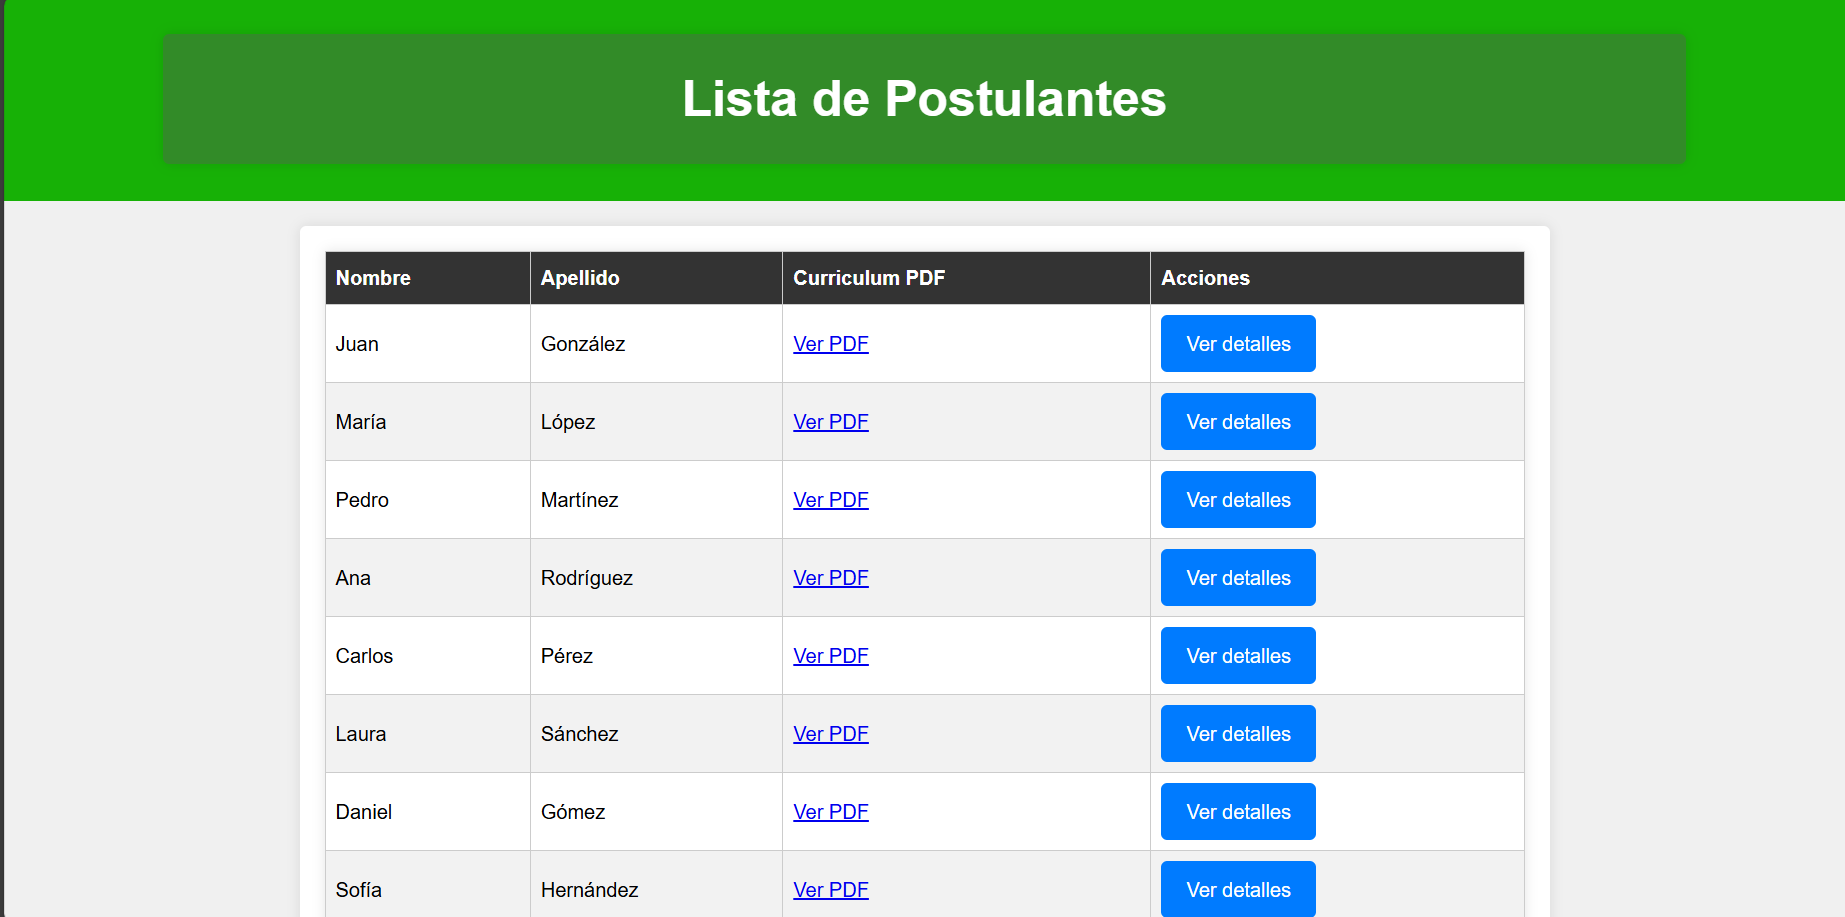 Lista de Postulantes
Nombre Apellido Curriculum PDF Acciones
Juan González Ver PDF Ver detalles
María López Ver PDF Ver detalles
Pedro Martínez Ver PDF Ver detalles
Ana Rodríguez Ver PDF Ver detalles
Carlos Pérez Ver PDF Ver detalles
Laura Sánchez Ver PDF Ver detalles
Daniel Gómez Ver PDF Ver detalles
Sofía Hernández Ver PDF Ver detalles